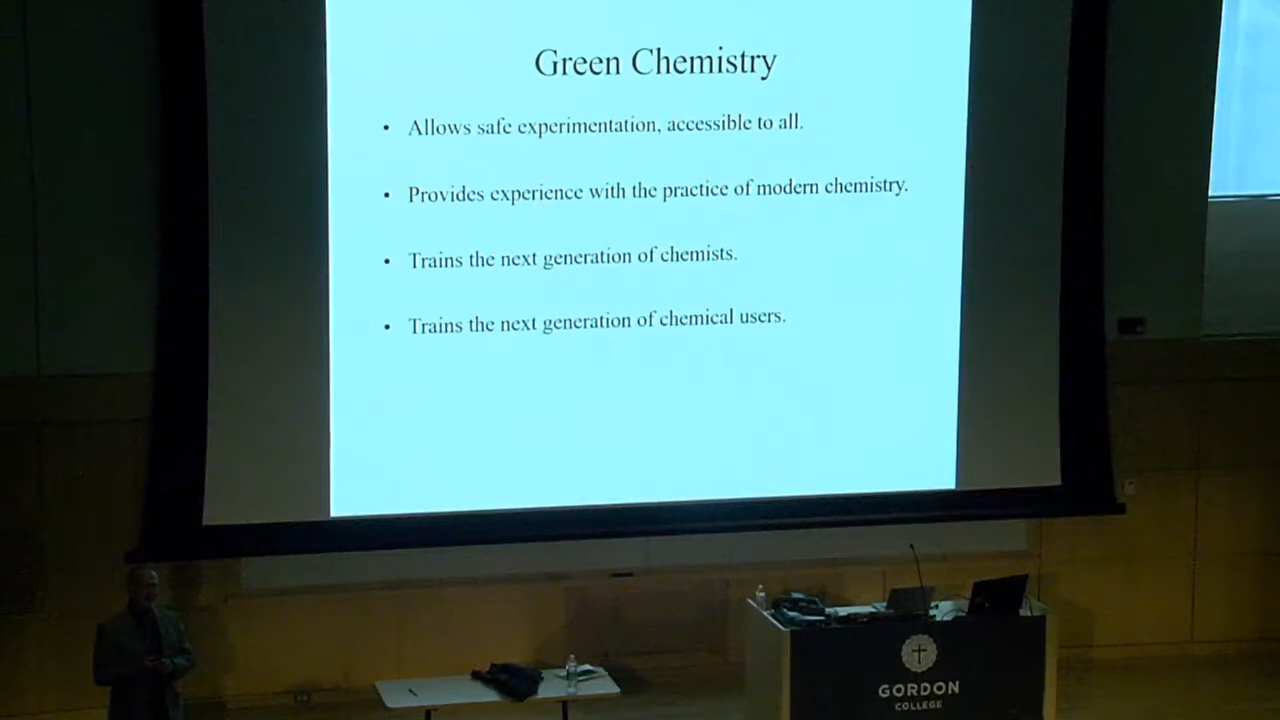 Green Chemistry
• Allows safe experimentation, accessible to all.
• Provides experience with the practice of modern chemistry.
• Trains the next generation of chemists.
• Trains the next generation of chemical users.
GORDON
COLLEGE